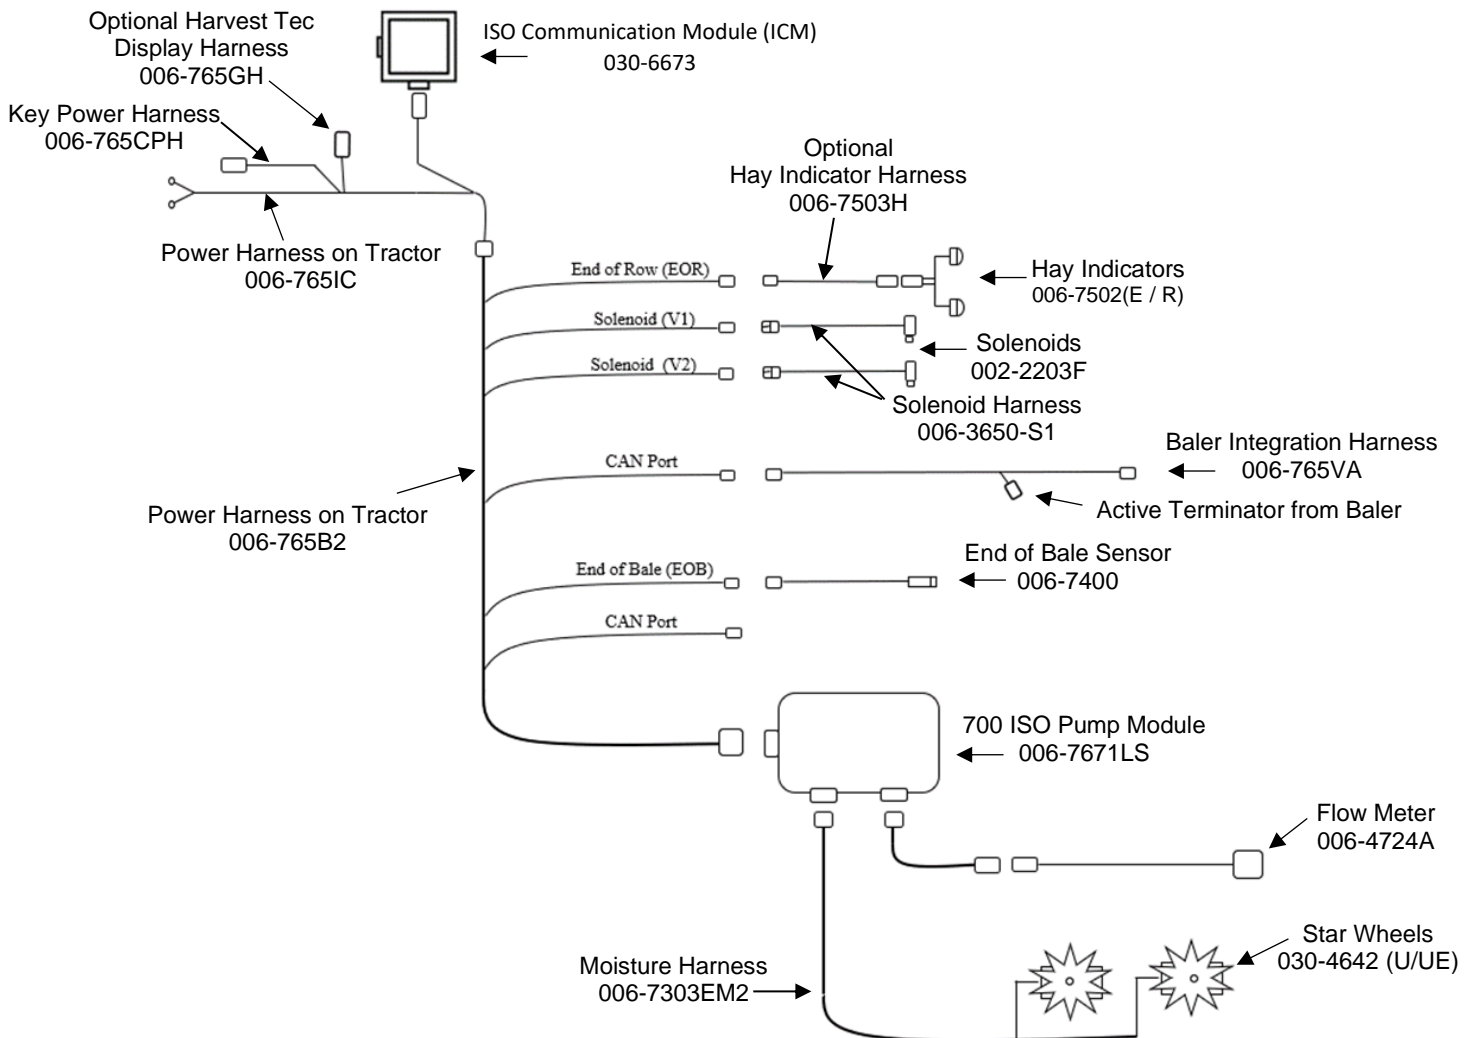 Optional Harvest Tec
Display Harness
006-765GH
ISO Communication Module (ICM)
030-6673
Key Power Harness
006-765CPH
Optional
Hay Indicator Harness
006-7503H
Power Harness on Tractor
006-765IC
End of Row (EOR)
Hay Indicators
006-7502(E / R)
Solenoid (V1)
Solenoids
002-2203F
Solenoid (V2)
Solenoid Harness
006-3650-S1
Baler Integration Harness
006-765VA
CAN Port
Active Terminator from Baler
Power Harness on Tractor
006-765B2
End of Bale Sensor
006-7400
End of Bale (EOB)
CAN Port
700 ISO Pump Module
006-7671LS
Flow Meter
006-4724A
Star Wheels
030-4642 (U/UE)
Moisture Harness
006-7303EM2